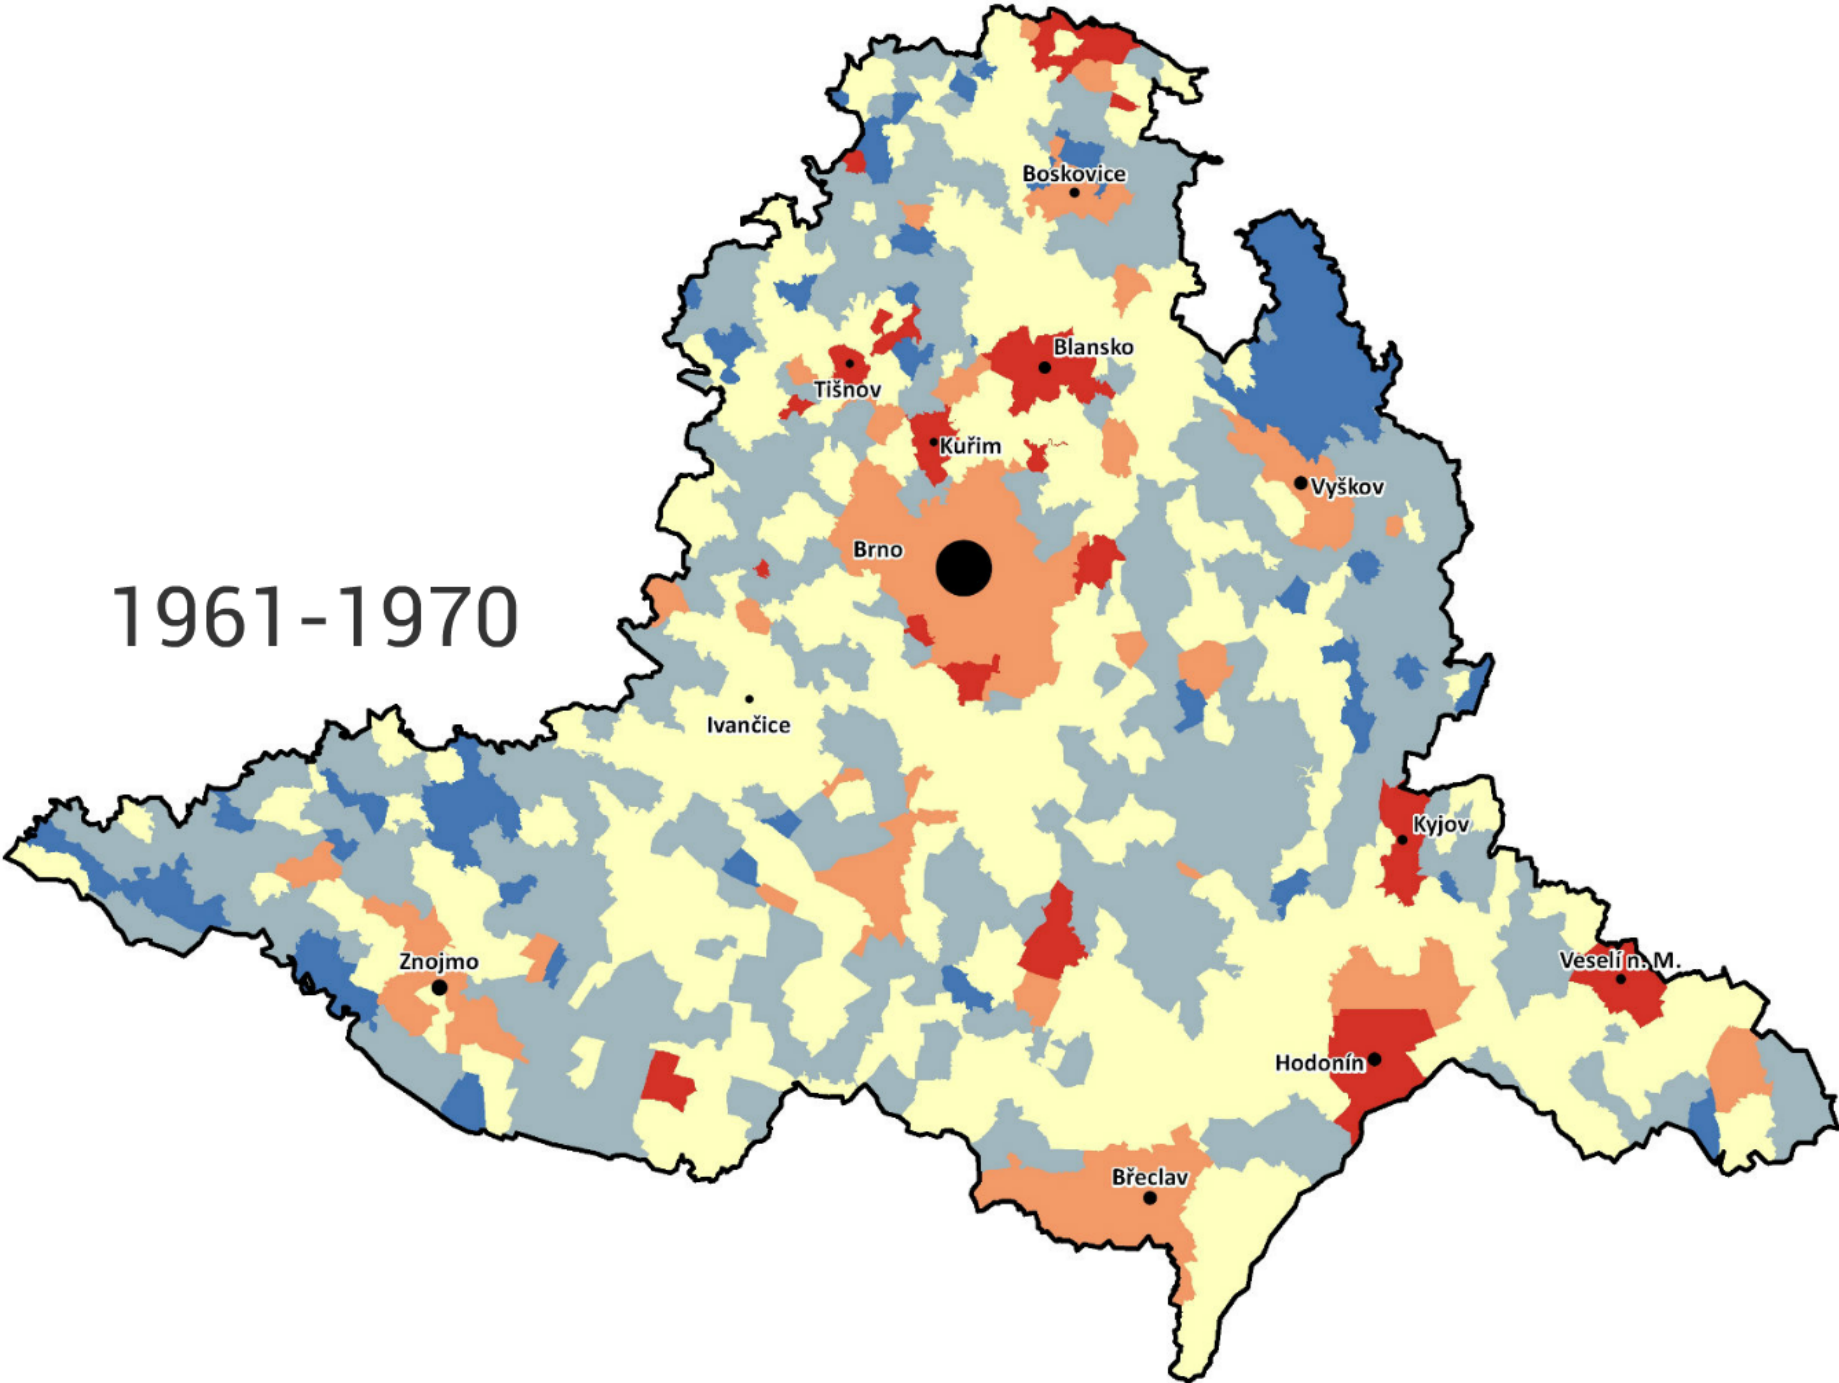 Boskovice
Blansko
Tišnov
Kuřim
Vyškov
Brno
1961-1970
Ivančice
Kyjov
Znojmo
Veselí n. M.
Hodonín
Břeclav